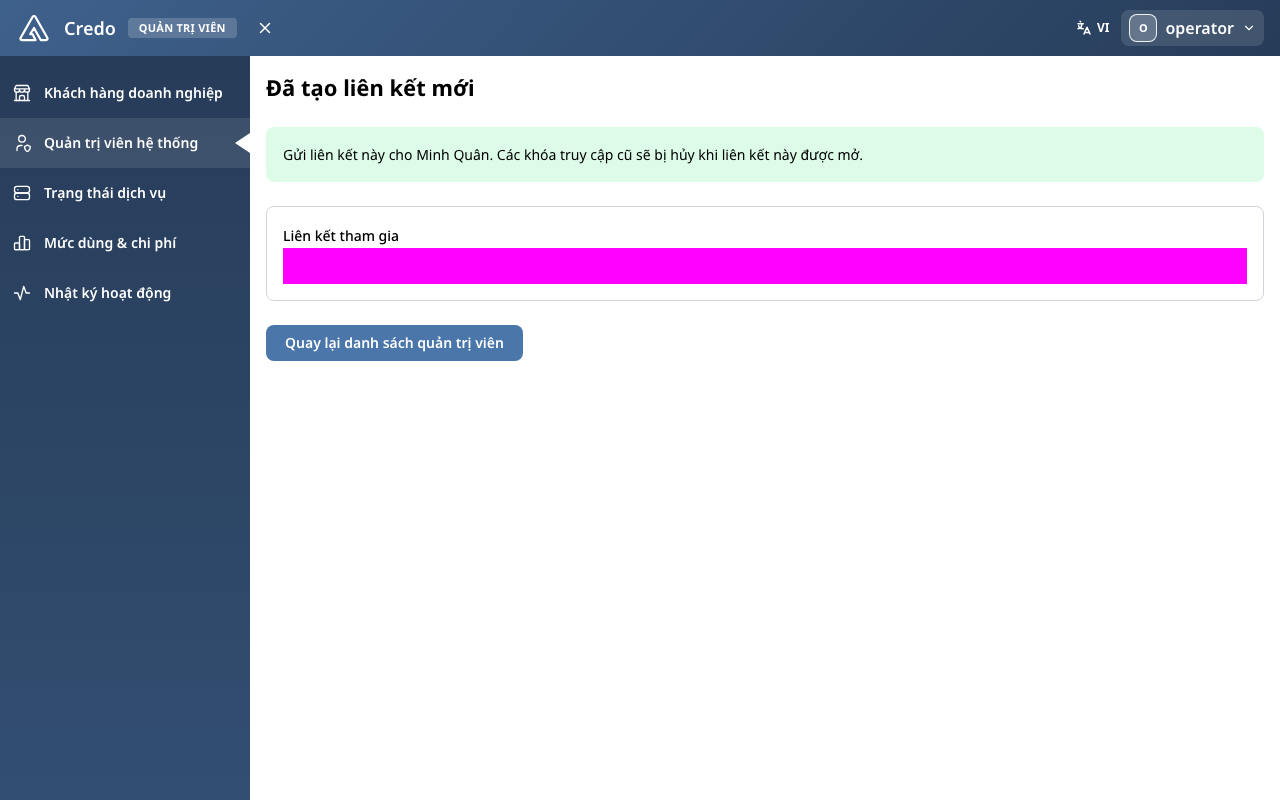 Credo
QUẢN TRỊ VIÊN
VI
O
operator
Khách hàng doanh nghiệp
Quản trị viên hệ thống
Trạng thái dịch vụ
Mức dùng & chi phí
Nhật ký hoạt động
Đã tạo liên kết mới
Gửi liên kết này cho Minh Quân. Các khóa truy cập cũ sẽ bị hủy khi liên kết này được mở.
Liên kết tham gia
Quay lại danh sách quản trị viên